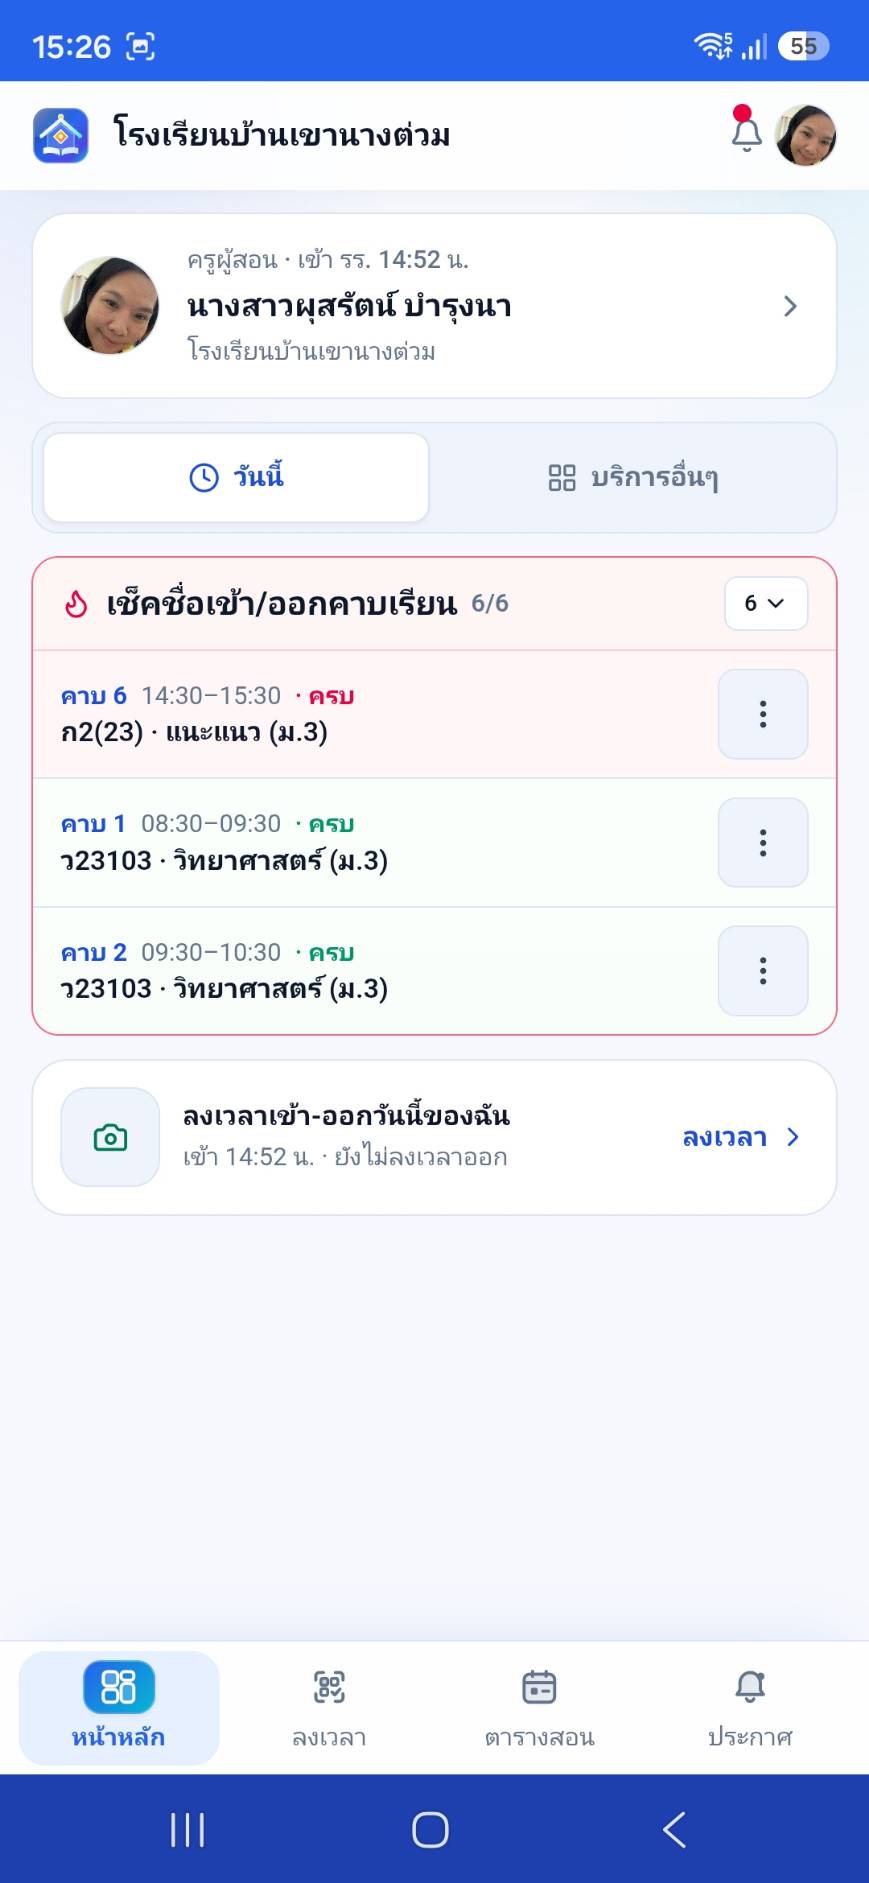 15:26
5
55
โรงเรียนบ้านเขานางต่วม
ครูผู้สอน · เข้า รร. 14:52 น.
นางสาวผุสรัตน์ บำรุงนา
โรงเรียนบ้านเขานางต่วม
วันนี้
บริการอื่นๆ
เช็คชื่อเข้า/ออกคาบเรียน 6/6
6
คาบ 6 14:30–15:30 · ครบ
ก2(23) · แนะแนว (ม.3)
คาบ 1 08:30–09:30 · ครบ
ว23103 · วิทยาศาสตร์ (ม.3)
คาบ 2 09:30–10:30 · ครบ
ว23103 · วิทยาศาสตร์ (ม.3)
ลงเวลาเข้า-ออกวันนี้ของฉัน
เข้า 14:52 น. · ยังไม่ลงเวลาออก
ลงเวลา
หน้าหลัก
ลงเวลา
ตารางสอน
ประกาศ